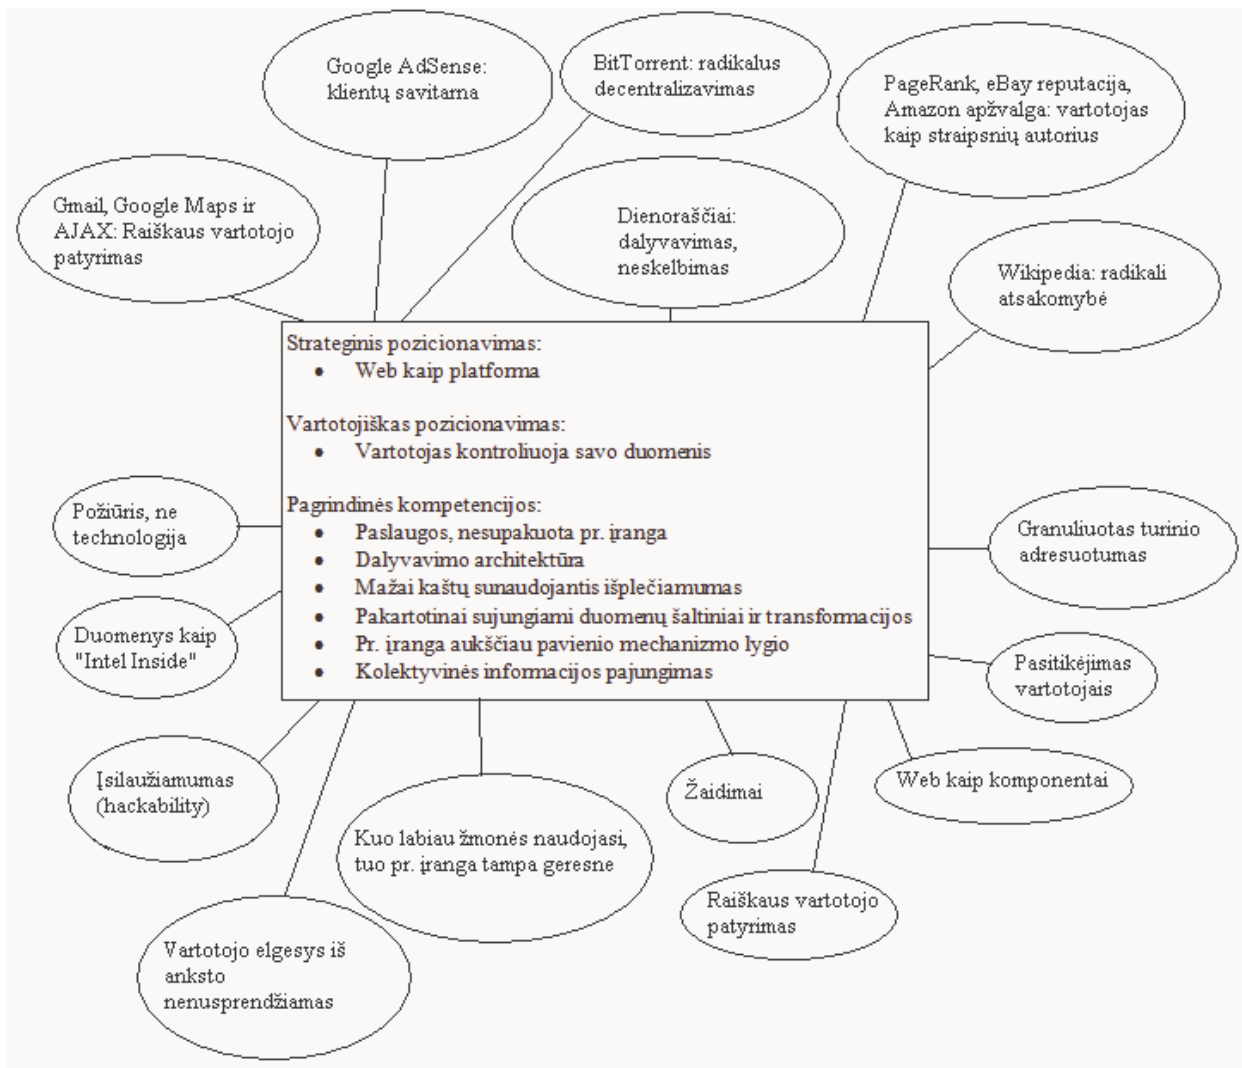 Google AdSense:
klientų savitarna
BitTorrent: radikalus
decentralizavimas
PageRank, eBay reputacija,
Amazon apžvalga: vartotojas
kaip straipsnių autorius
Gmail, Google Maps ir
AJAX: Raiškaus vartotojo
patyrimas
Dienoraščiai:
dalyvavimas,
neskelbimas
Wikipedia: radikali
atsakomybė
Strateginis pozicionavimas:
• Web kaip platforma
Vartotojiškas pozicionavimas:
• Vartotojas kontroliuoja savo duomenis
Pagrindinės kompetencijos:
• Paslaugos, nesupakuota pr. įranga
• Dalyvavimo architektūra
• Mažai kaštų sunaudojantis išplečiamumas
• Pakartotinai sujungiami duomenų šaltiniai ir transformacijos
• Pr. įranga aukščiau pavienio mechanizmo lygio
• Kolektyvinės informacijos pajungimas
Požiūris, ne
technologija
Duomenys kaip
"Intel Inside"
Įsilaužiamumas
(hackability)
Vartotojo elgesys iš
anksto
nenusprendžiamas
Kuo labiau žmonės naudojasi,
tuo pr. įranga tampa geresne
Žaidimai
Raiškaus vartotojo
patyrimas
Web kaip komponentai
Pasitikėjimas
vartotojais
Granuliuotas turinio
adresuotumas